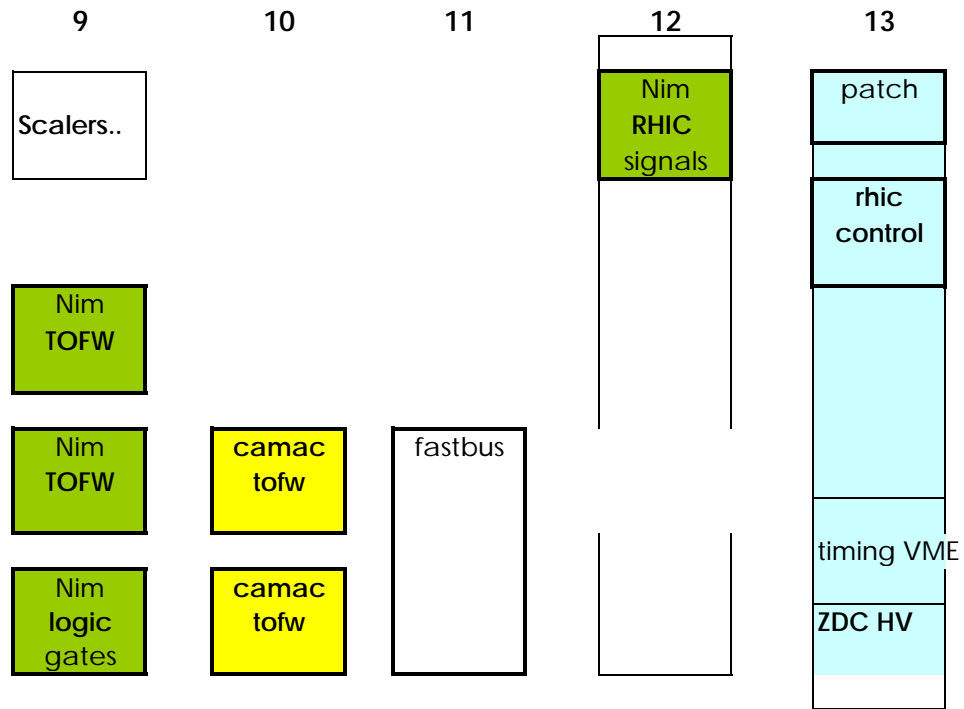 9 10 11 12 13
Scalers..
Nim
TOFW
Nim
TOFW
Nim
logic
gates
camac
tofw
camac
tofw
fastbus
Nim
RHIC
signals
patch
rhic
control
timing VME
ZDC HV